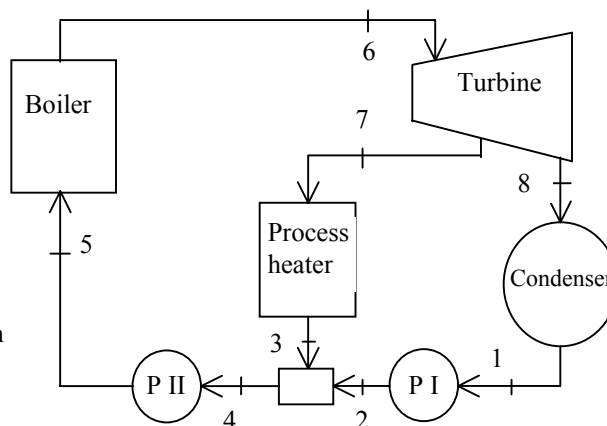 6
Turbine
Boiler
7
8
Process
heater
5
Condenser
n
3
1
P II
P I
4
2